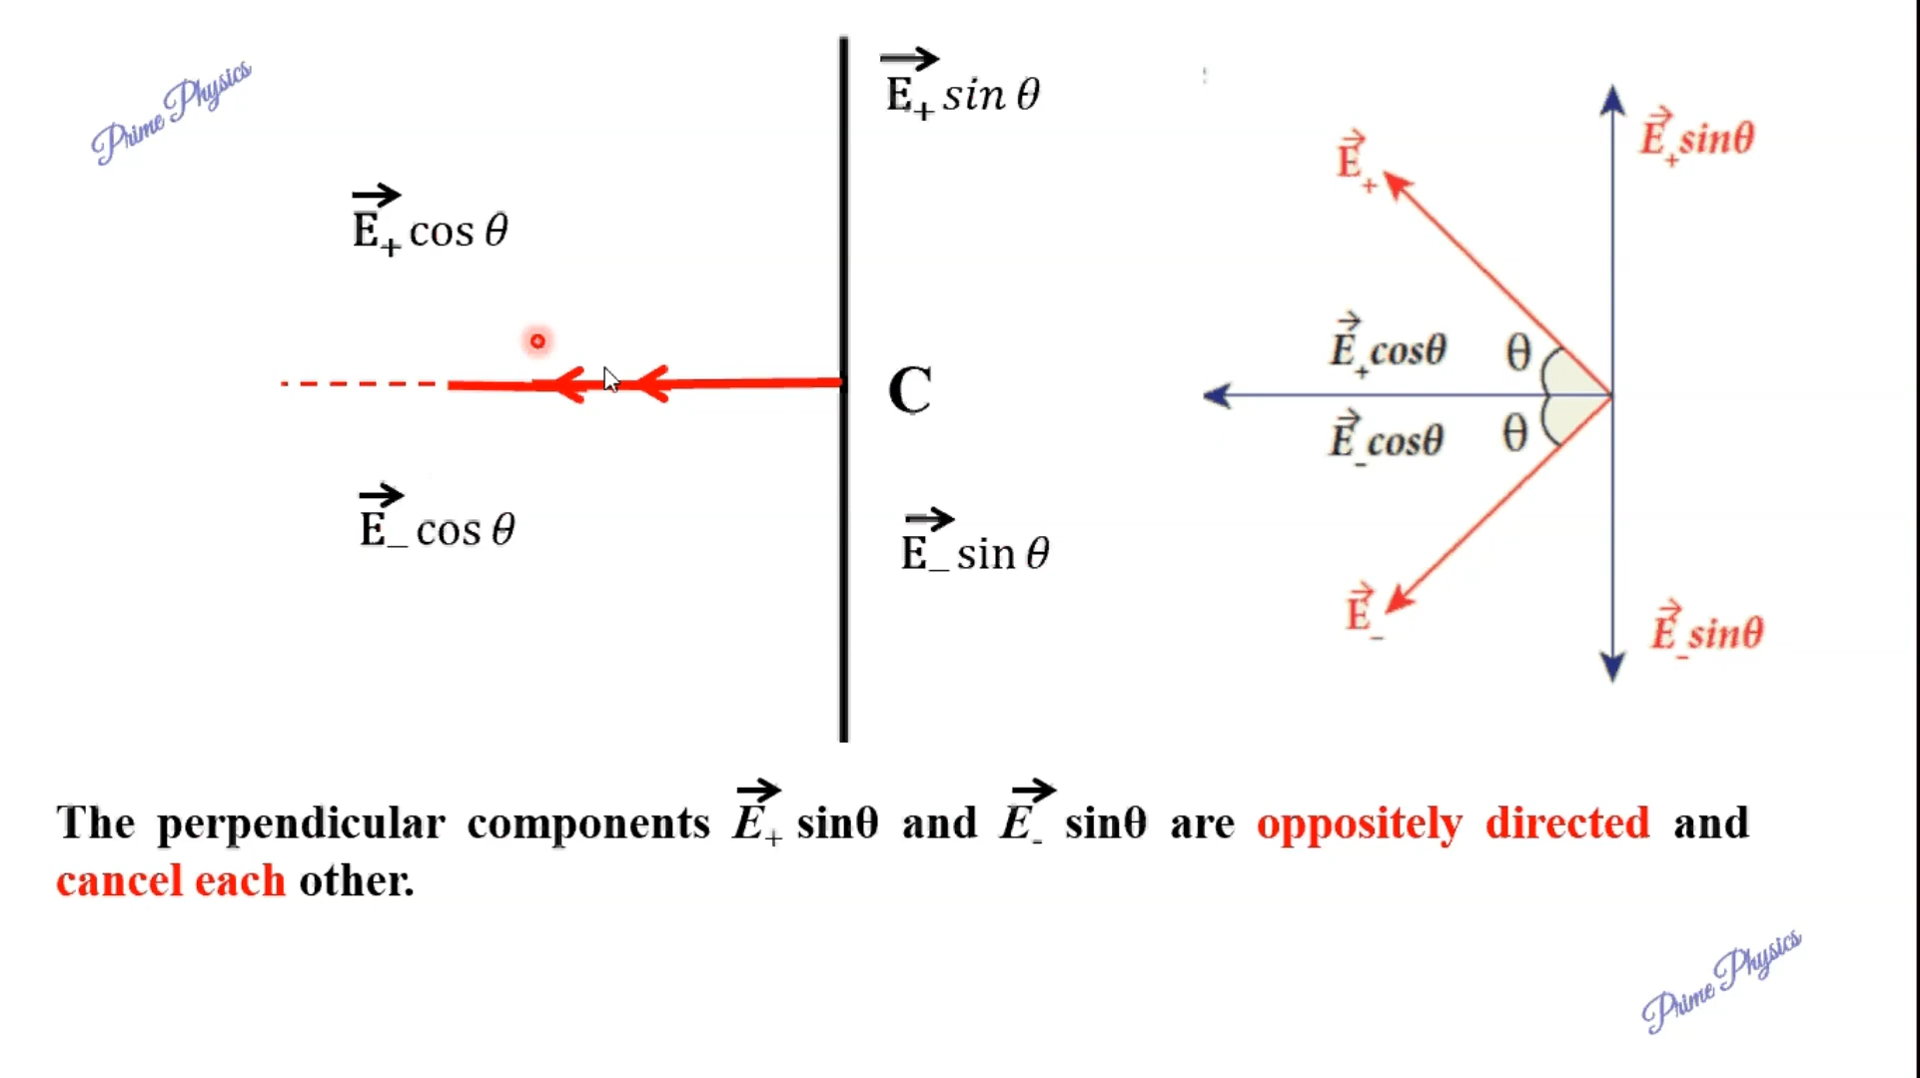 Prime Physics
E⃗₊ sin θ
E⃗₊ cos θ
C
E⃗₋ cos θ
E⃗₋ sin θ
E⃗₊
E⃗₊sinθ
E⃗₊cosθ
θ
E⃗₋cosθ
θ
E⃗₋
E⃗₋sinθ
The perpendicular components E⃗₊ sinθ and E⃗₋ sinθ are oppositely directed and
cancel each other.
Prime Physics